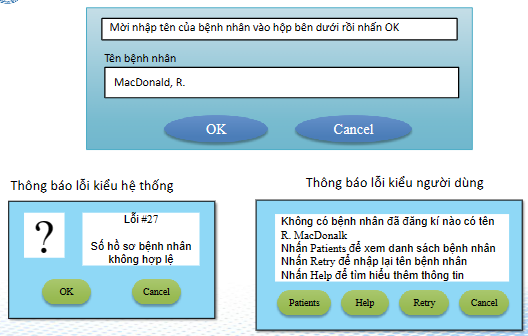 Mời nhập tên của bệnh nhân vào hộp bên dưới rồi nhấn OK
Tên bệnh nhân
MacDonald, R.
OK
Cancel
Thông báo lỗi kiểu hệ thống
?
Lỗi #27
Số hồ sơ bệnh nhân
không hợp lệ
OK
Cancel
Thông báo lỗi kiểu người dùng
Không có bệnh nhân đã đăng kí nào có tên
R. MacDonalk
Nhấn Patients để xem danh sách bệnh nhân
Nhấn Retry để nhập lại tên bệnh nhân
Nhấn Help để tìm hiểu thêm thông tin
Patients
Help
Retry
Cancel